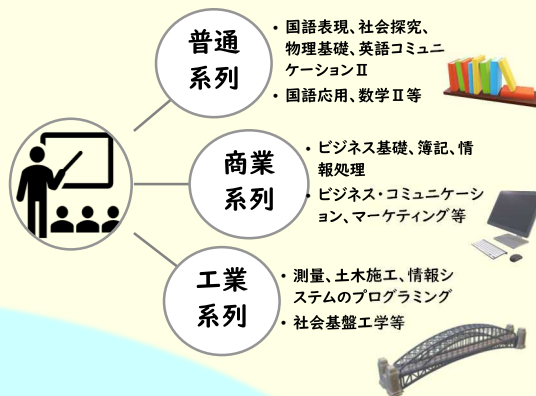 普通
系列
・国語表現、社会探究、
物理基礎、英語コミュニ
ケーションⅡ
・国語応用、数学Ⅱ等
商業
系列
・ビジネス基礎、簿記、情
報処理
・ビジネス・コミュニケーシ
ョン、マーケティング等
工業
系列
・測量、土木施工、情報シ
ステムのプログラミング
・社会基盤工学等